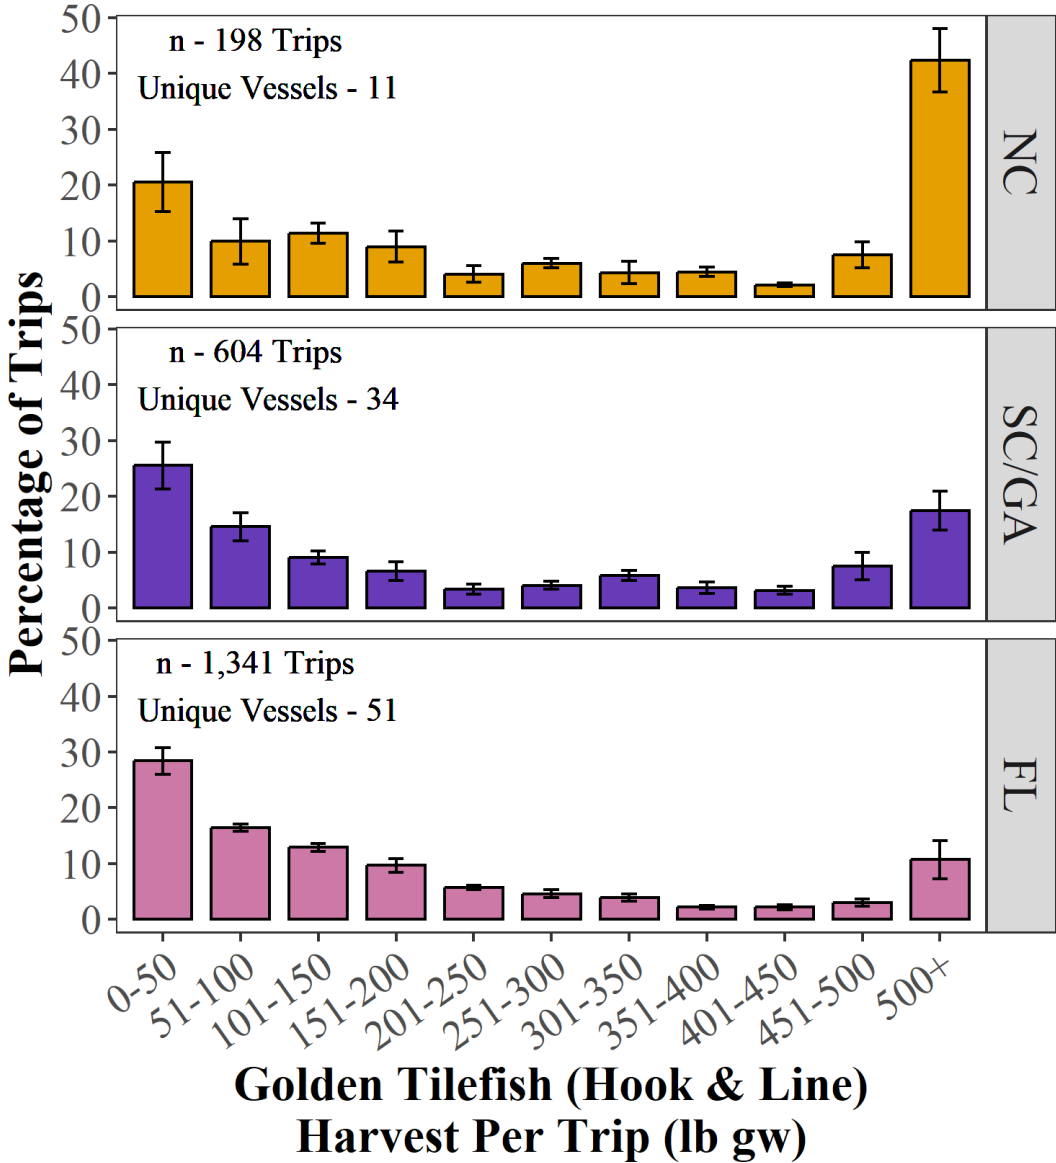 50
n - 198 Trips
Unique Vessels - 11
40
30
20
10
0
NC
50
n - 604 Trips
Unique Vessels - 34
40
30
20
10
0
SC/GA
50
n - 1,341 Trips
Unique Vessels - 51
40
30
20
10
0
FL
Percentage of Trips
0-50
51-100
101-150
151-200
201-250
251-300
301-350
351-400
401-450
451-500
500+
Golden Tilefish (Hook & Line)
Harvest Per Trip (lb gw)